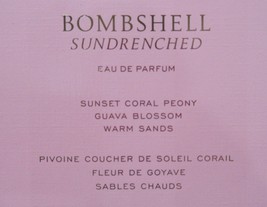 BOMBSHELL
SUNDRENCHED
EAU DE PARFUM
SUNSET CORAL PEONY
GUAVA BLOSSOM
WARM SANDS
PIVOINE COUCHER DE SOLEIL CORAIL
FLEUR DE GOYAVE
SABLES CHAUDS